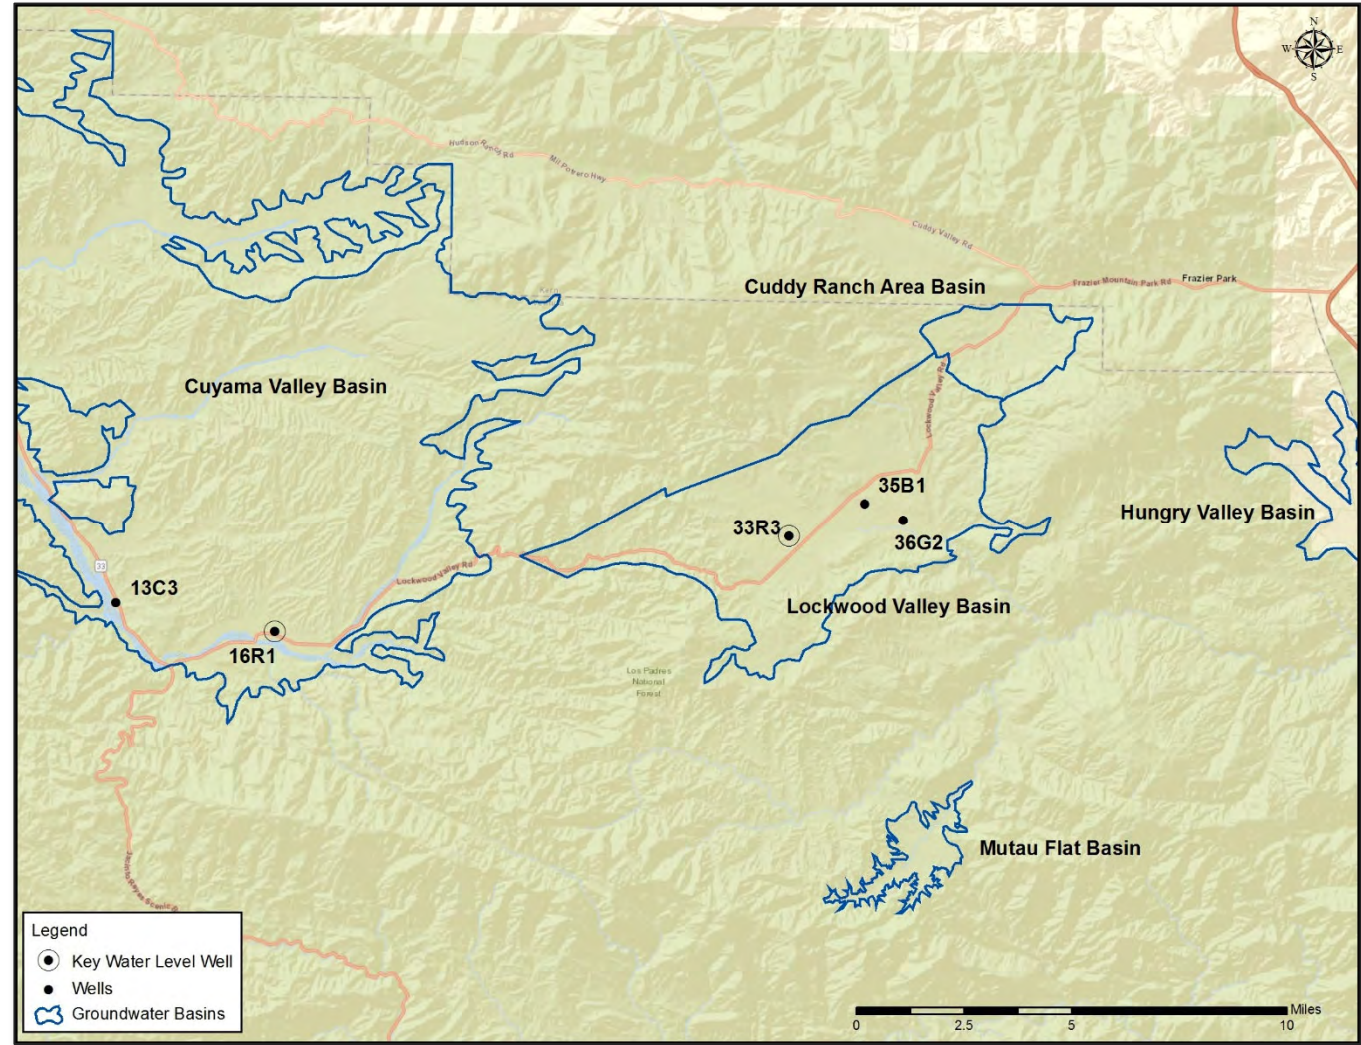 N
W E
S
Hudson Ranch Rd
Mil Potrero Hwy
Cuddy Valley Rd
Frazier Mountain Park Rd
Frazier Park
Cuddy Ranch Area Basin
Kern
Cuyama Valley Basin
Lockwood Valley Rd
35B1
33R3
36G2
Hungry Valley Basin
33
Lockwood Valley Rd
13C3
Lockwood Valley Basin
16R1
Los Padres
National
Forest
Mutau Flat Basin
Legend
Key Water Level Well
Wells
Groundwater Basins
Miles
0 2.5 5 10